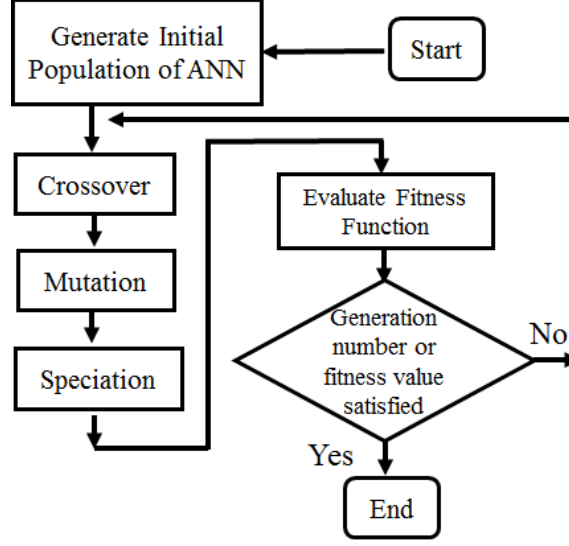 Start
Generate Initial
Population of ANN
Crossover
Mutation
Speciation
Evaluate Fitness
Function
Generation
number or
fitness value
satisfied
No
Yes
End